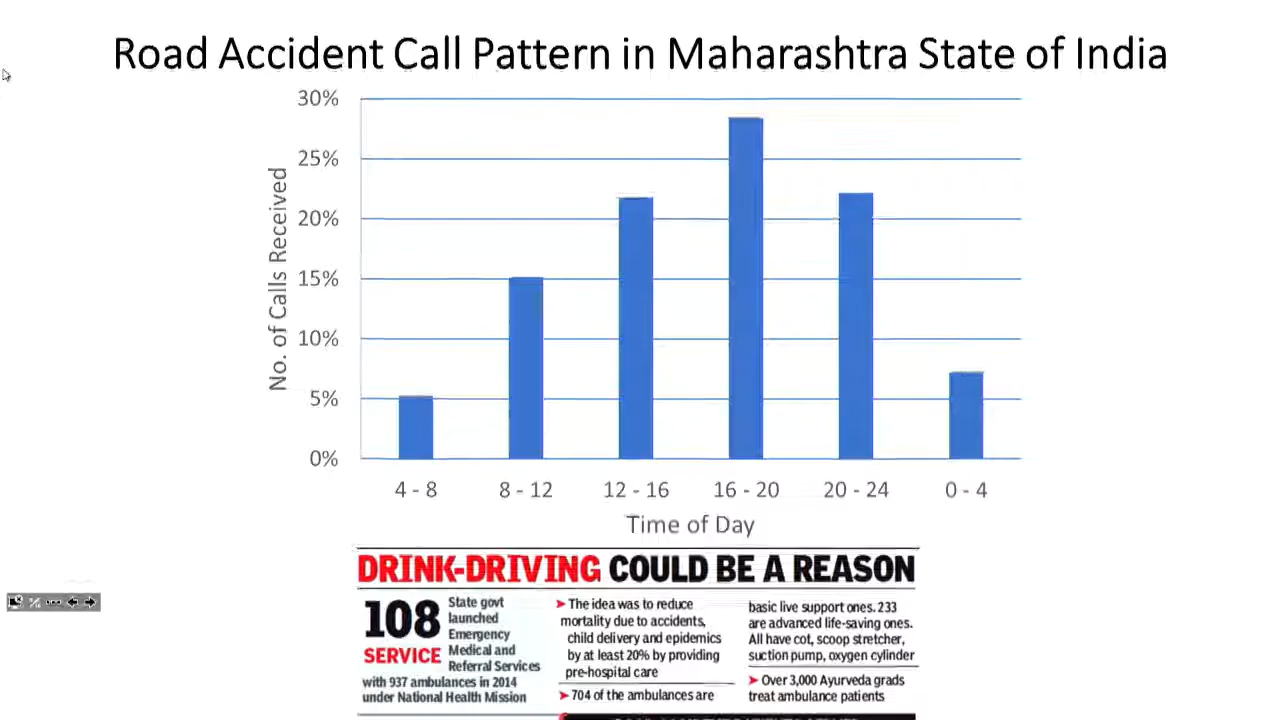 Road Accident Call Pattern in Maharashtra State of India
No. of Calls Received
30%
25%
20%
15%
10%
5%
0%
4 - 8
8 - 12
12 - 16
16 - 20
20 - 24
0 - 4
Time of Day
DRINK-DRIVING COULD BE A REASON
108
SERVICE
State govt
launched
Emergency
Medical and
Referral Services
with 937 ambulances in 2014
under National Health Mission
The idea was to reduce
mortality due to accidents,
child delivery and epidemics
by at least 20% by providing
pre-hospital care
704 of the ambulances are
basic live support ones. 233
are advanced life-saving ones.
All have cot, scoop stretcher,
suction pump, oxygen cylinder
Over 3,000 Ayurveda grads
treat ambulance patients